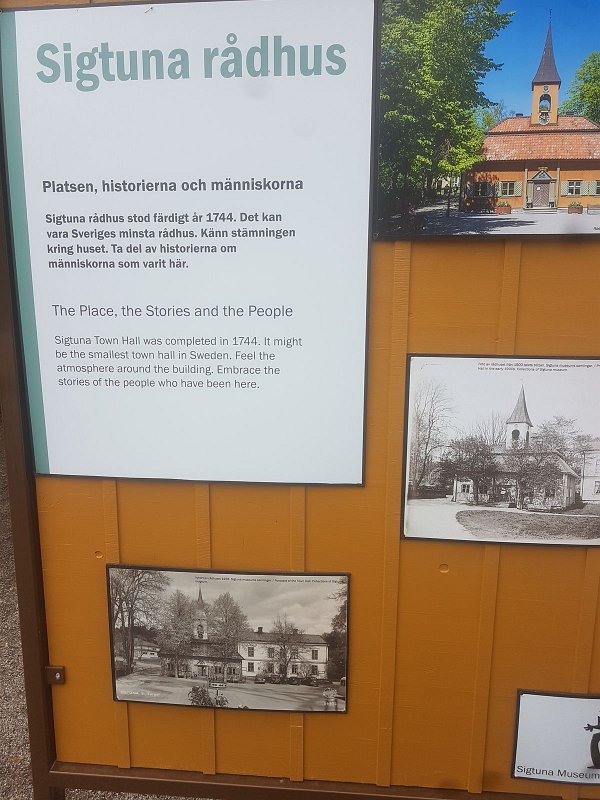 Sigtuna rådhus
Platsen, historierna och människorna
Sigtuna rådhus stod färdigt år 1744. Det kan
vara Sveriges minsta rådhus. Känn stämningen
kring huset. Ta del av historierna om
människorna som varit här.
The Place, the Stories and the People
Sigtuna Town Hall was completed in 1744. It might
be the smallest town hall in Sweden. Feel the
atmosphere around the building. Embrace the
stories of the people who have been here.
Sigtuna Museum